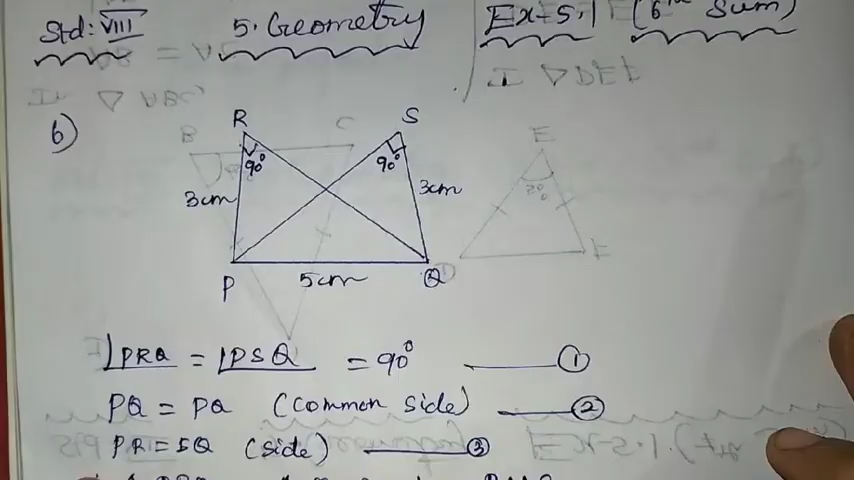 Std: VIII 5. Geometry Ex-5.1 (6th Sum)
6)
R S
90° 90°
3cm 3cm
P 5cm Q
∠PRQ = ∠PSQ = 90° ——— ①
PQ = PQ (common side) ——— ②
PR = SQ (side) ——— ③